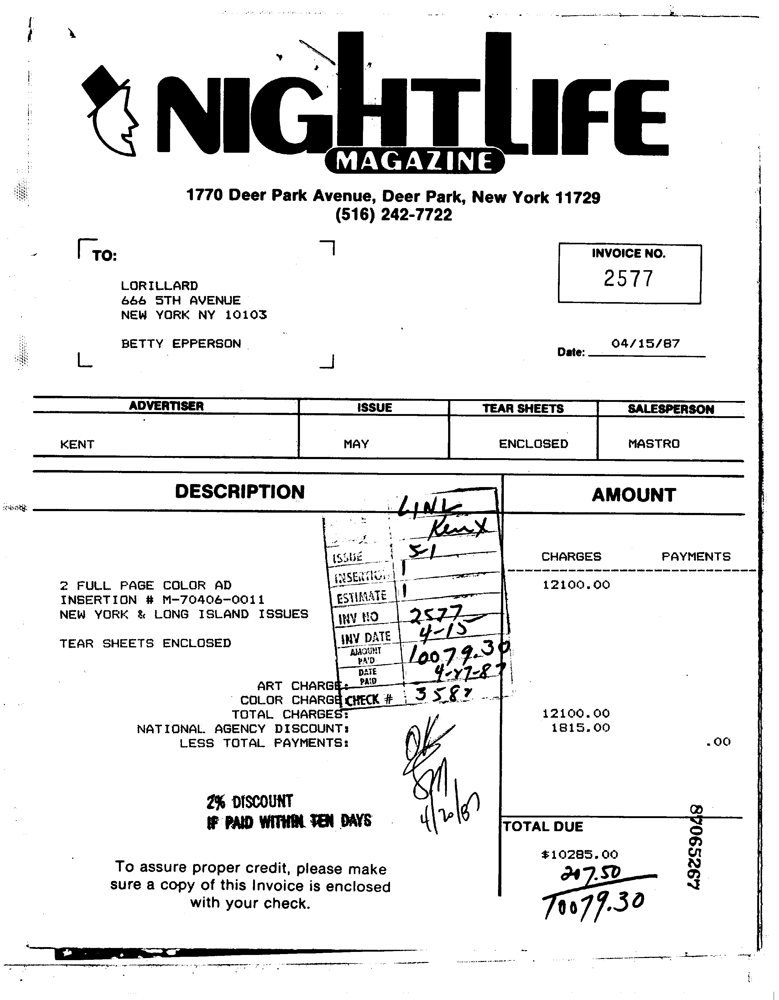 NIGHTLIFE
MAGAZINE
1770 Deer Park Avenue, Deer Park, New York 11729
(516) 242-7722
TO:
LORILLARD
666 5TH AVENUE
NEW YORK NY 10103
BETTY EPPERSON
INVOICE NO.
2577
Date: 04/15/87
ADVERTISER ISSUE TEAR SHEETS SALESPERSON
KENT MAY ENCLOSED MASTRO
DESCRIPTION AMOUNT
LINK
Kent
ISSUE 5-1
INSERTION 1
ESTIMATE 1
INV NO 2577
INV DATE 4-15
AMOUNT PA'D 10079.30
DATE PAID 4-27-87
CHECK # 3587
CHARGES PAYMENTS
2 FULL PAGE COLOR AD 12100.00
INSERTION # M-70406-0011
NEW YORK & LONG ISLAND ISSUES
TEAR SHEETS ENCLOSED
ART CHARGE:
COLOR CHARGE
TOTAL CHARGES: 12100.00
NATIONAL AGENCY DISCOUNT: 1815.00
LESS TOTAL PAYMENTS: .00
OK
4/20/87
2% DISCOUNT
IF PAID WITHIN TEN DAYS
TOTAL DUE
$10285.00
207.50
10079.30
87065267
To assure proper credit, please make
sure a copy of this Invoice is enclosed
with your check.